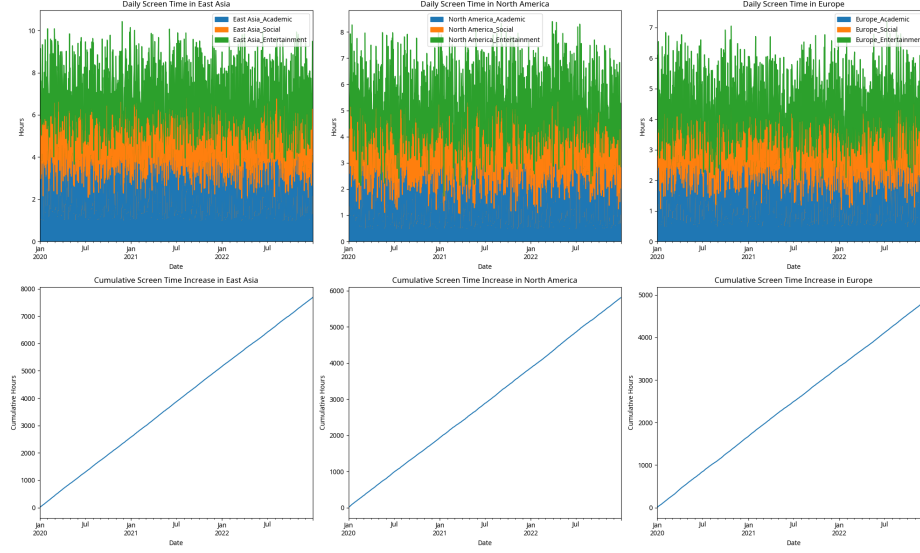 Daily Screen Time in East Asia
East Asia_Academic
East Asia_Social
East Asia_Entertainment
Hours
10
8
6
4
2
0
Jan
2020
Jul
Jan
2021
Jul
Jan
2022
Jul
Date
Daily Screen Time in North America
North America_Academic
North America_Social
North America_Entertainment
Hours
8
7
6
5
4
3
2
1
0
Jan
2020
Jul
Jan
2021
Jul
Jan
2022
Jul
Date
Daily Screen Time in Europe
Europe_Academic
Europe_Social
Europe_Entertainment
Hours
7
6
5
4
3
2
1
0
Jan
2020
Jul
Jan
2021
Jul
Jan
2022
Jul
Date
Cumulative Screen Time Increase in East Asia
Cumulative Hours
8000
7000
6000
5000
4000
3000
2000
1000
0
Jan
2020
Jul
Jan
2021
Jul
Jan
2022
Jul
Date
Cumulative Screen Time Increase in North America
Cumulative Hours
6000
5000
4000
3000
2000
1000
0
Jan
2020
Jul
Jan
2021
Jul
Jan
2022
Jul
Date
Cumulative Screen Time Increase in Europe
Cumulative Hours
5000
4000
3000
2000
1000
0
Jan
2020
Jul
Jan
2021
Jul
Jan
2022
Jul
Date